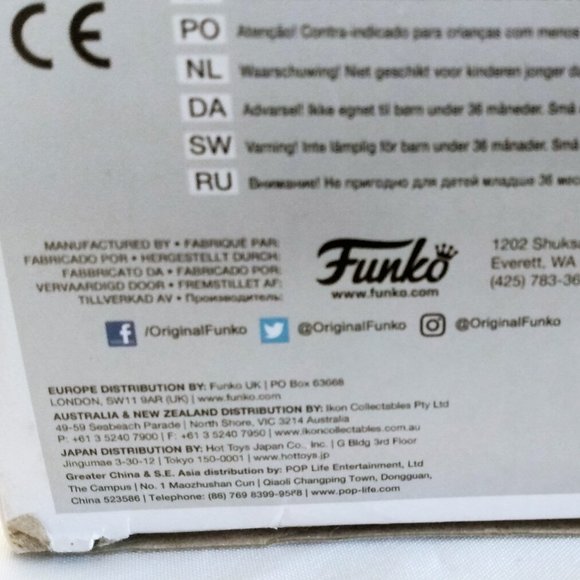 CE
PO Atenção! Contra-indicado para crianças com menos
NL Waarschuwing! Niet geschikt voor kinderen jonger d
DA Advarsel! Ikke egnet til børn under 36 måneder. Små
SW Varning! Inte lämplig för barn under 36 månader. Små
RU Внимание! Не пригодно для детей младше 36 мес
MANUFACTURED BY • FABRIQUÉ PAR:
FABRICADO POR • HERGESTELLT DURCH:
FABBRICATO DA • FABRICADO POR:
VERVAARDIGD DOOR • FREMSTILLET AF:
TILLVERKAD AV • Производитель:
Funko
www.funko.com
1202 Shuks
Everett, WA
(425) 783-36
/OriginalFunko @OriginalFunko @OriginalFunko
EUROPE DISTRIBUTION BY: Funko UK | PO Box 63668
LONDON, SW11 9AR (UK) | www.funko.com
AUSTRALIA & NEW ZEALAND DISTRIBUTION BY: Ikon Collectables Pty Ltd
49-59 Seabeach Parade | North Shore, VIC 3214 Australia
P: +61 3 5240 7900 | F: +61 3 5240 7950 | www.ikoncollectables.com.au
JAPAN DISTRIBUTION BY: Hot Toys Japan Co., Inc. | G Bldg 3rd Floor
Jingumae 3-30-12 | Tokyo 150-0001 | www.hottoys.jp
Greater China & S.E. Asia distribution by: POP Life Entertainment, Ltd
The Campus | No. 1 Maozhushan Cun | Qiaoli Changping Town, Dongguan,
China 523586 | Telephone: (86) 769 8399-9588 | www.pop-life.com